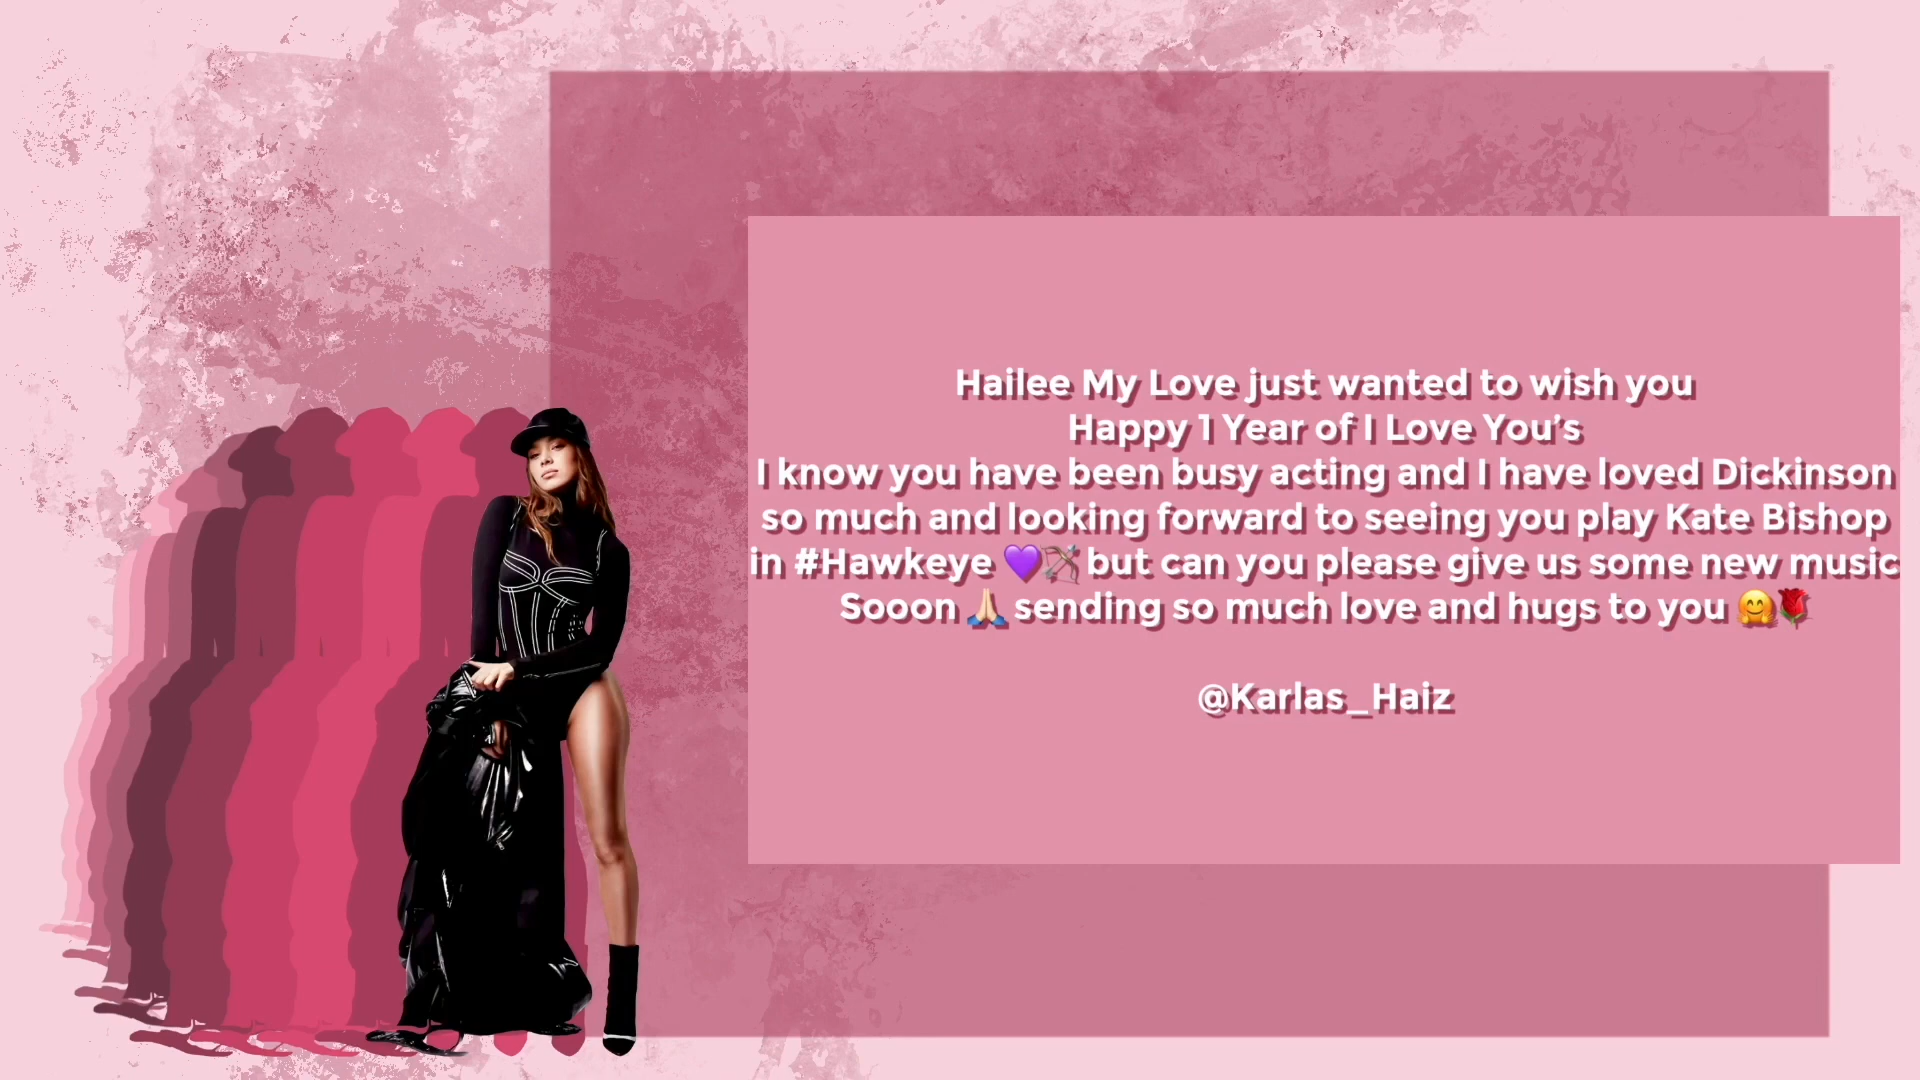 Hailee My Love just wanted to wish you
Happy 1 Year of I Love You's
I know you have been busy acting and I have loved Dickinson
so much and looking forward to seeing you play Kate Bishop
in #Hawkeye 💜🏹 but can you please give us some new music
Sooon 🙏🏼 sending so much love and hugs to you 🤗🌹
@Karlas_Haiz